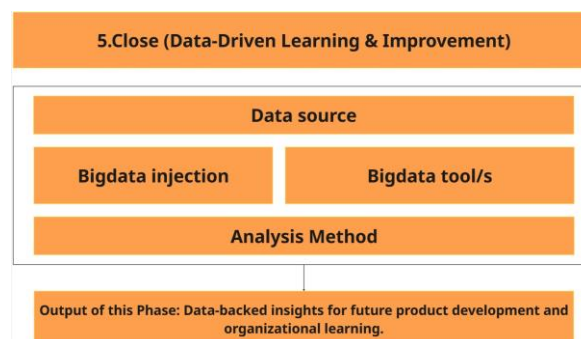 5.Close (Data-Driven Learning & Improvement)
Data source
Bigdata injection
Bigdata tool/s
Analysis Method
Output of this Phase: Data-backed insights for future product development and
organizational learning.